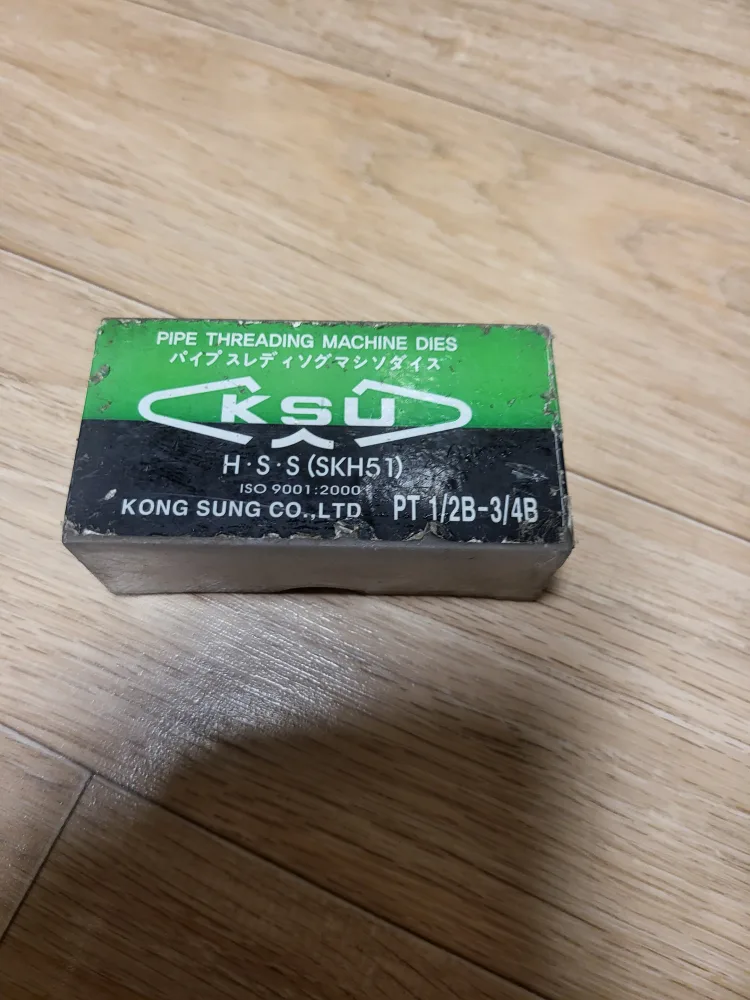 PIPE THREADING MACHINE DIES
パイプスレディソグマシソダイス
KSU
H·S·S (SKH51)
ISO 9001:2000
KONG SUNG CO.,LTD PT 1/2B-3/4B